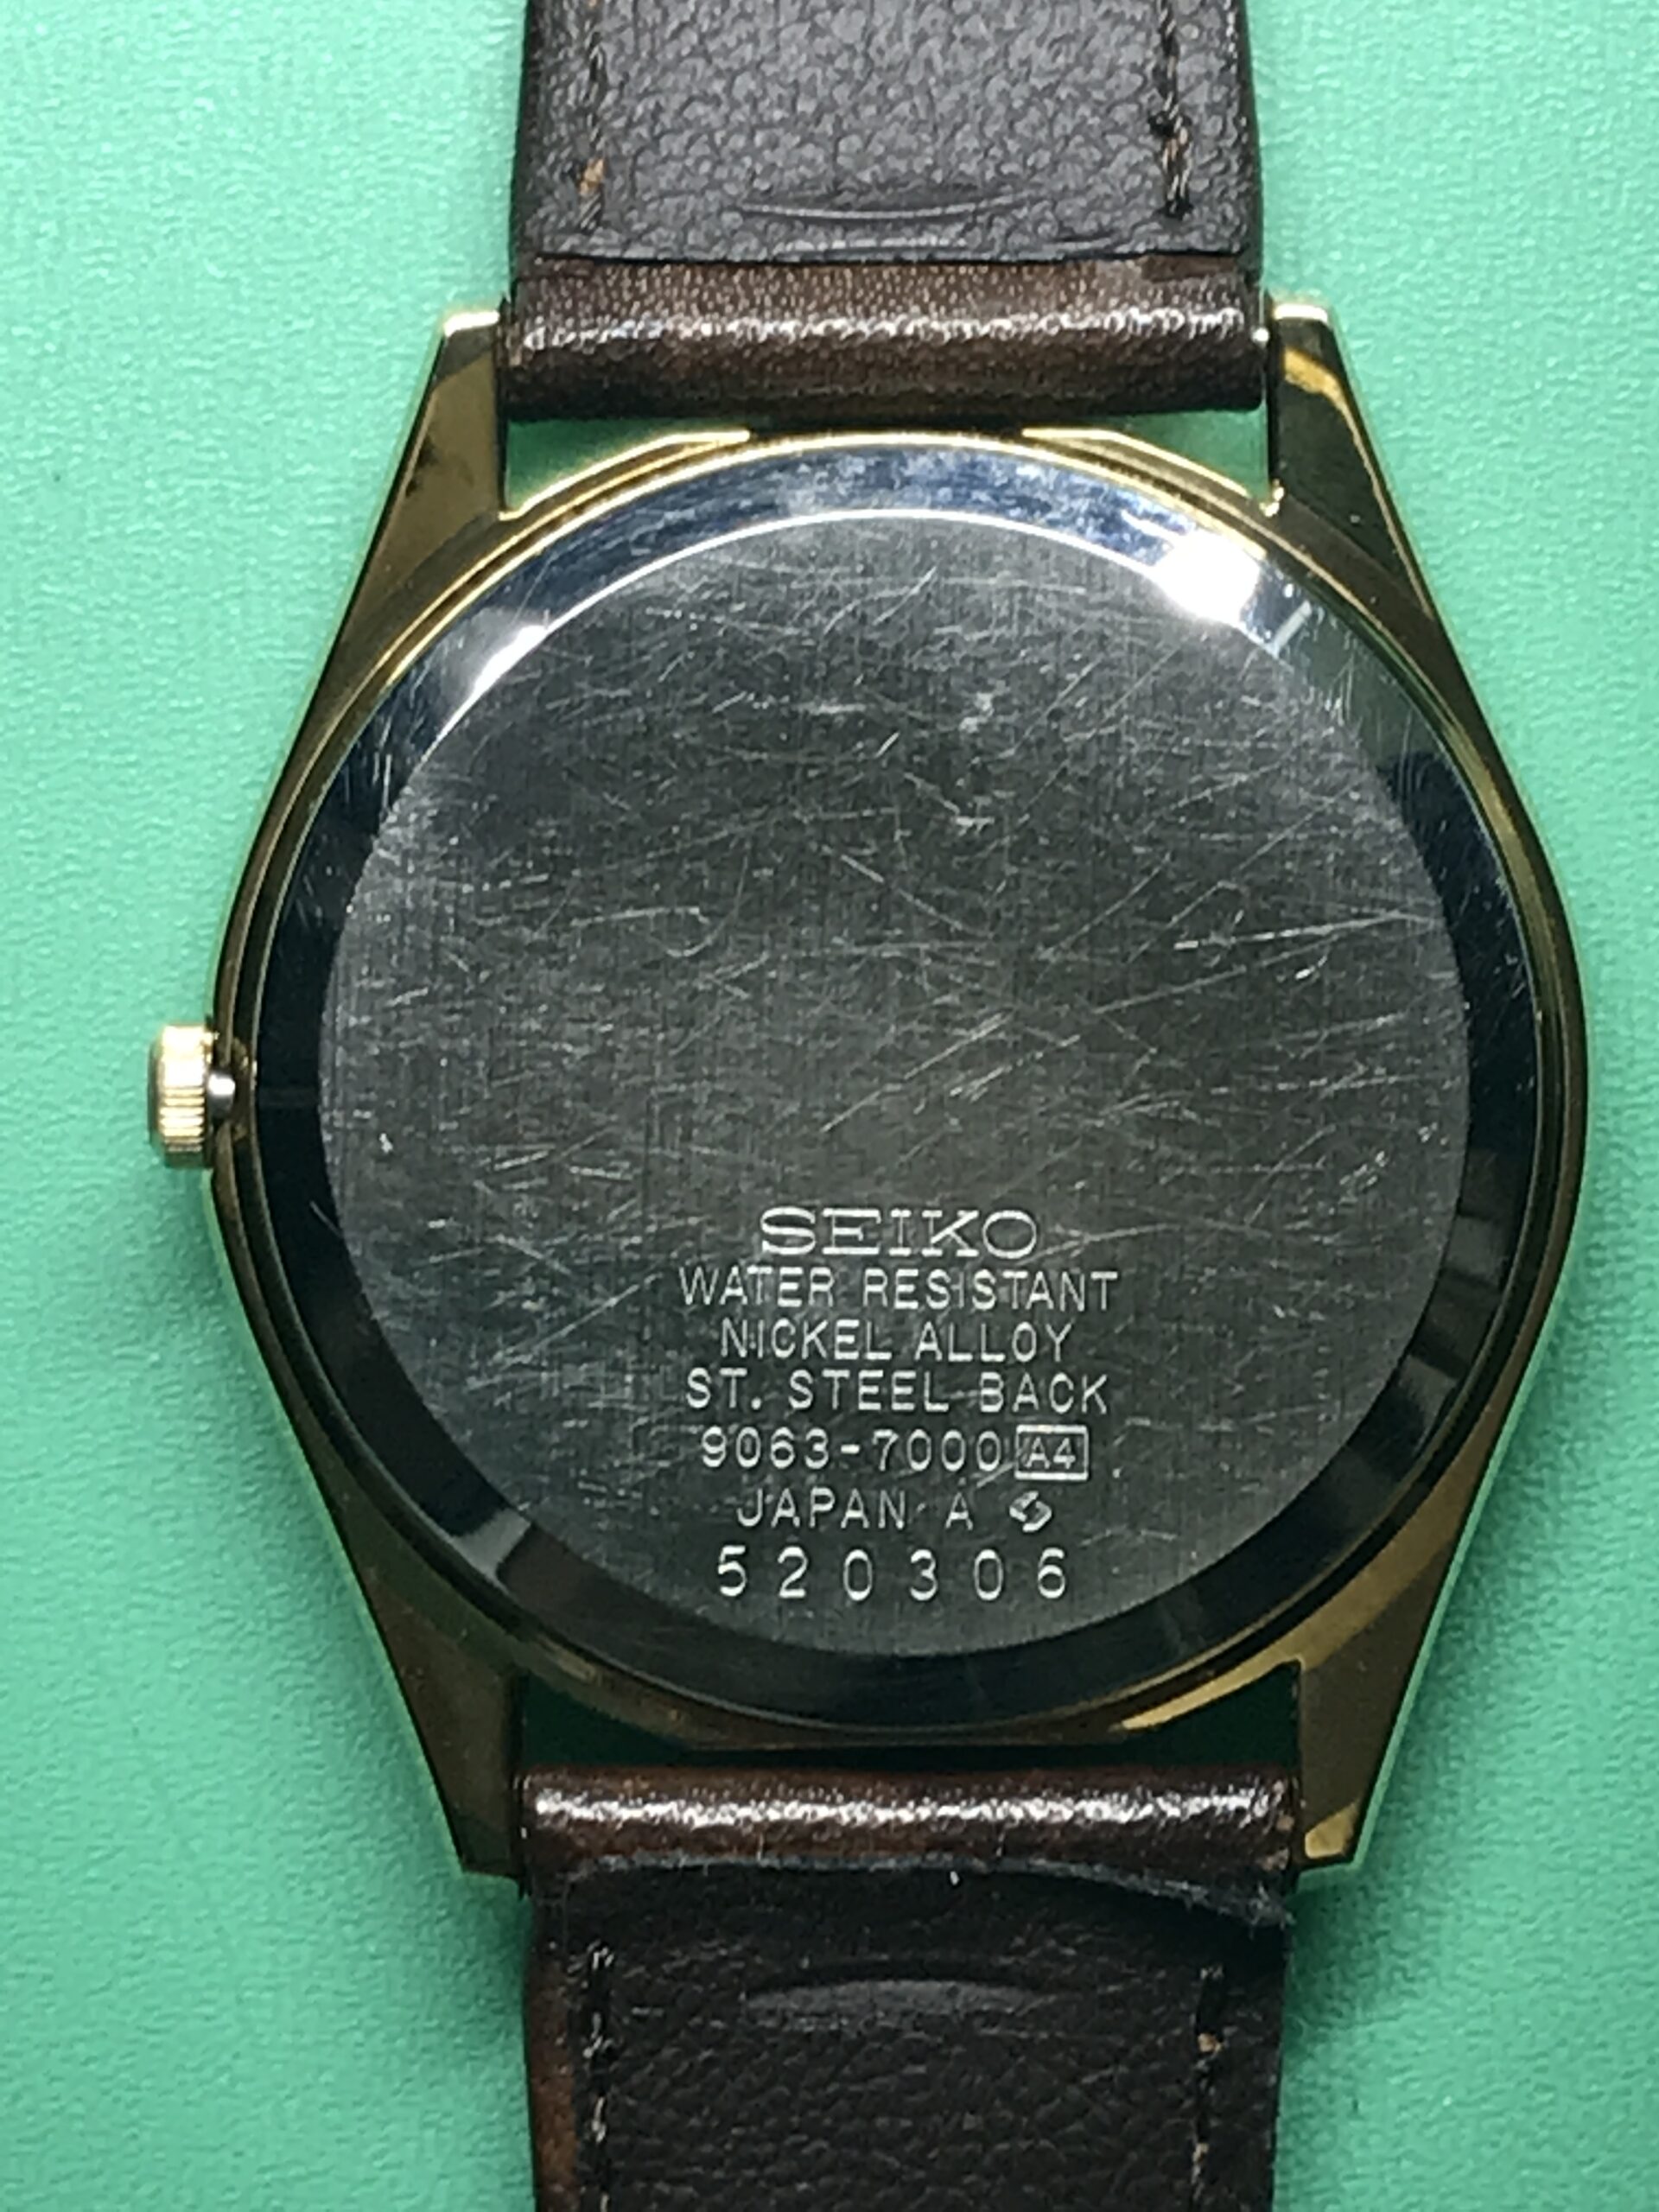 SEIKO
WATER RESISTANT
NICKEL ALLOY
ST. STEEL BACK
9063-7000 A4
JAPAN A
520306